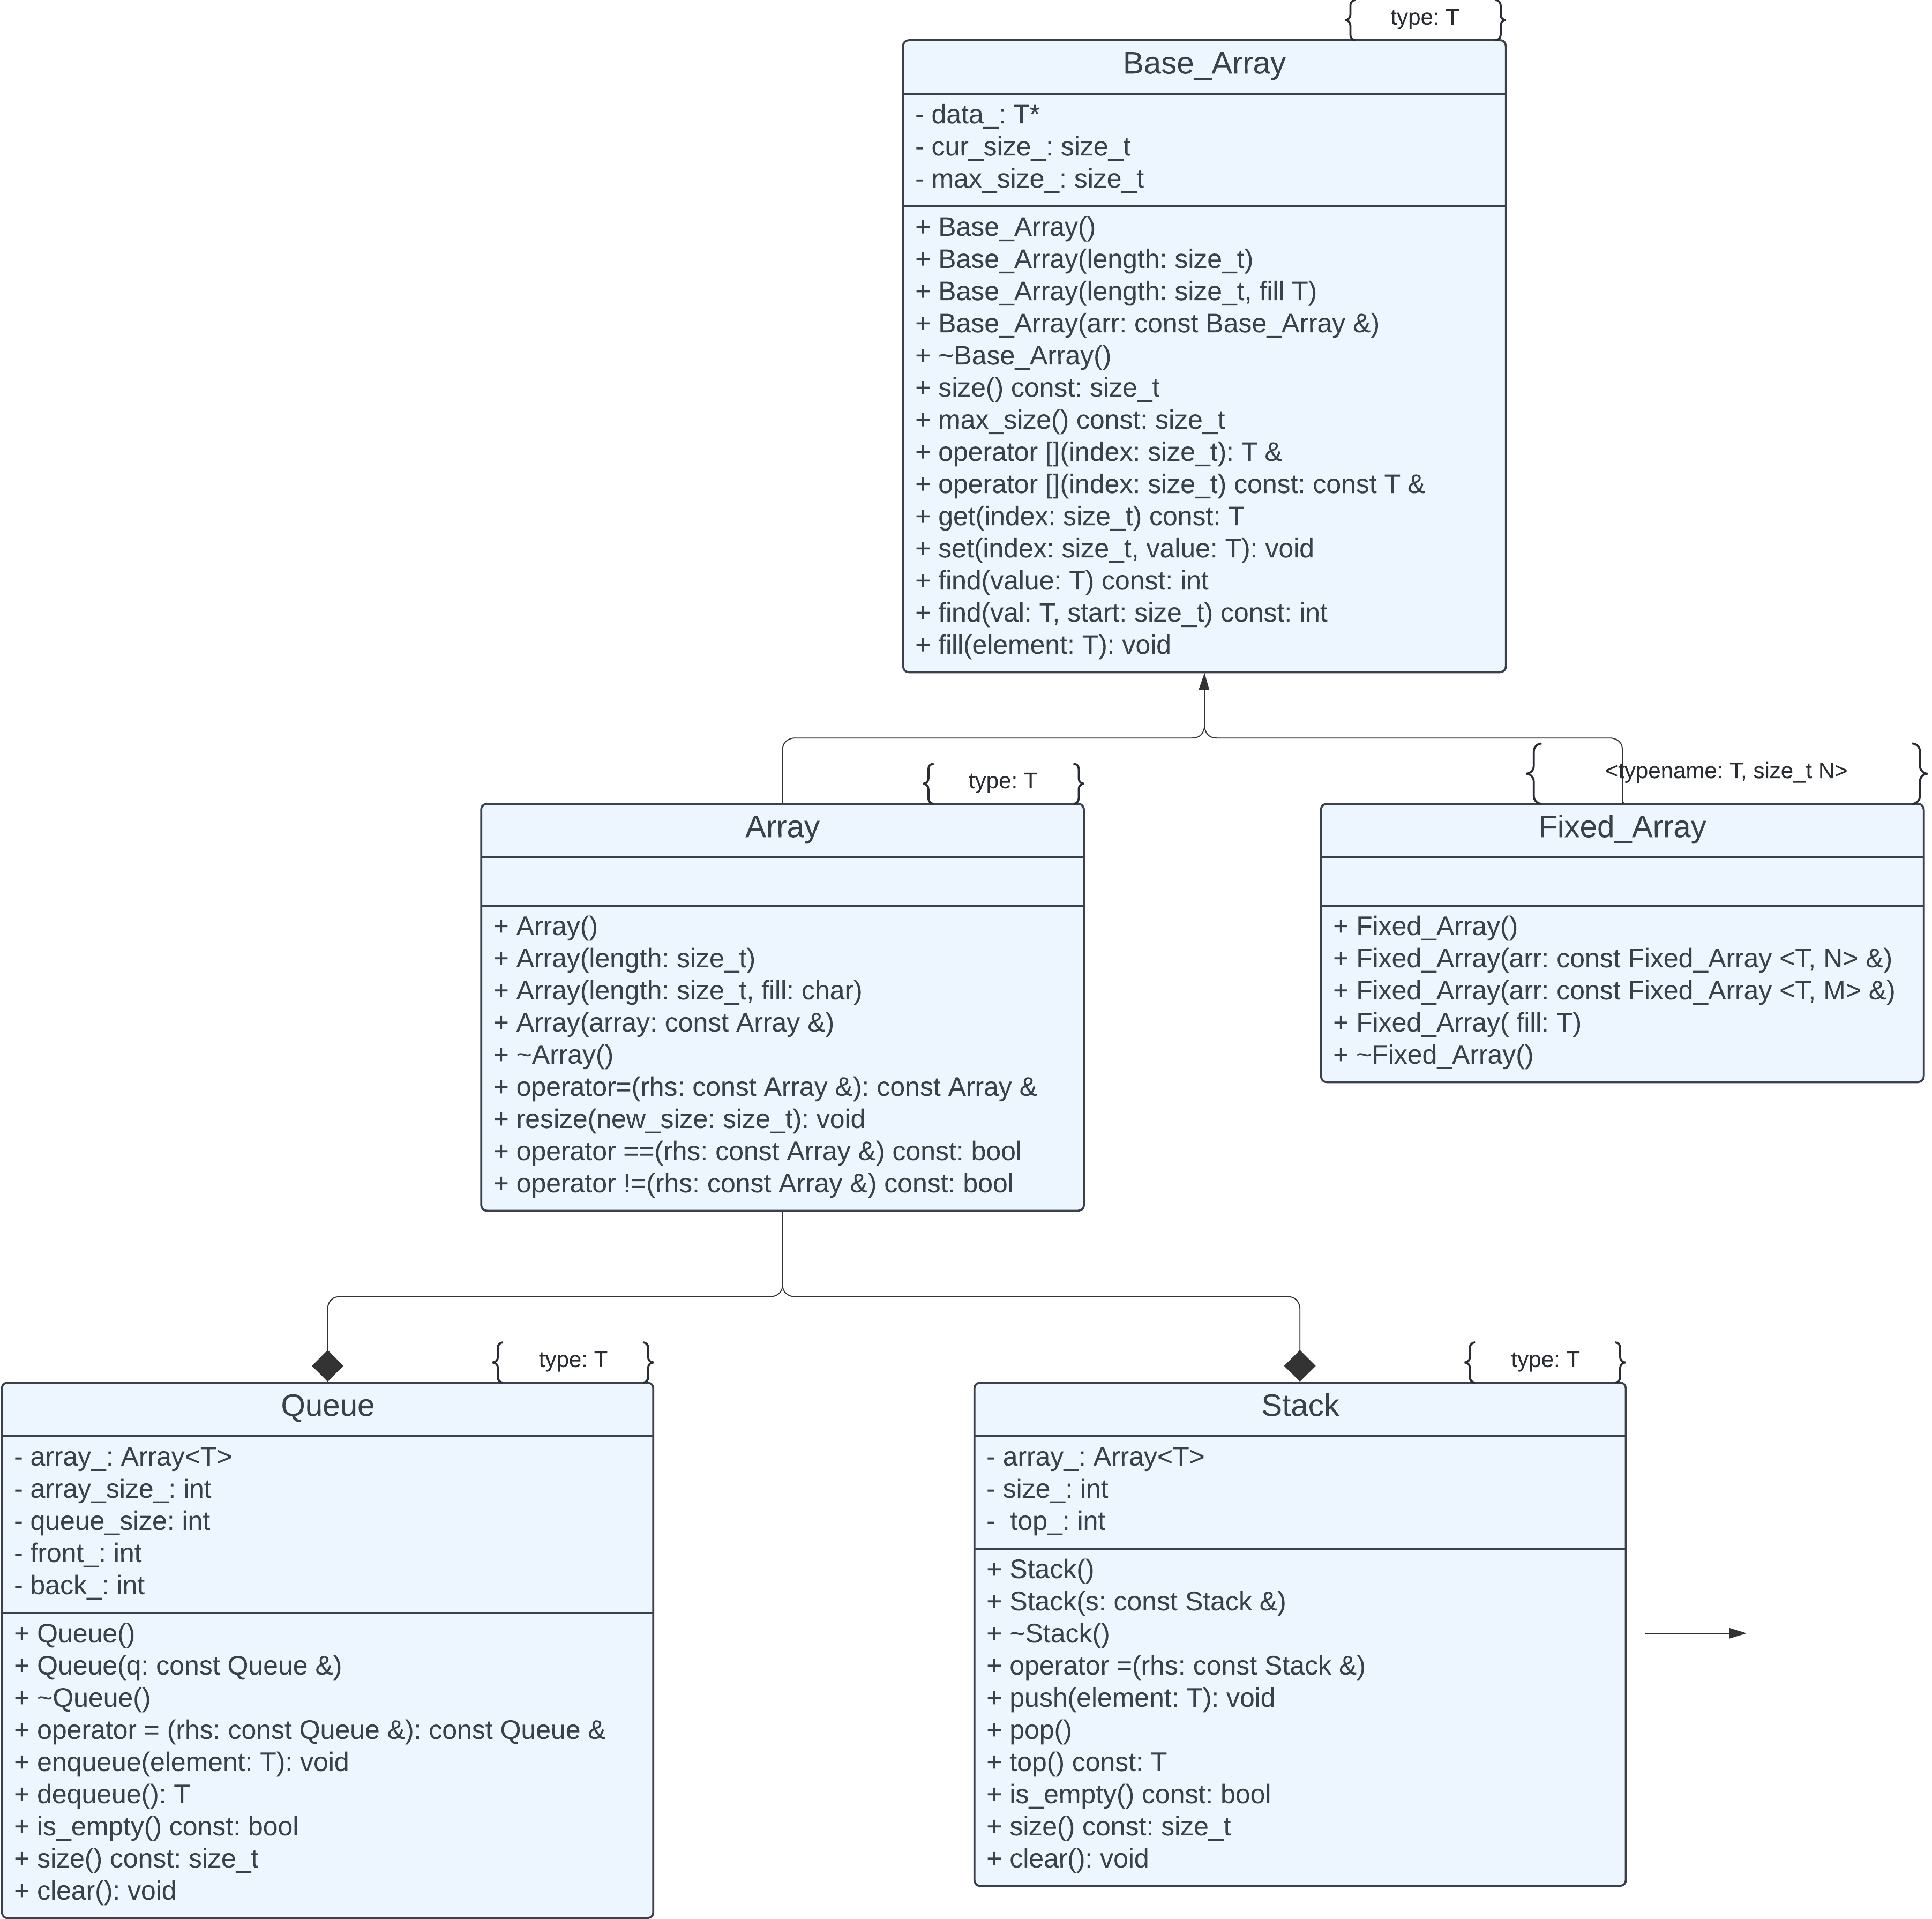 type: T
Base_Array
- data_: T*
- cur_size_: size_t
- max_size_: size_t
+ Base_Array()
+ Base_Array(length: size_t)
+ Base_Array(length: size_t, fill T)
+ Base_Array(arr: const Base_Array &)
+ ~Base_Array()
+ size() const: size_t
+ max_size() const: size_t
+ operator [](index: size_t): T &
+ operator [](index: size_t) const: const T &
+ get(index: size_t) const: T
+ set(index: size_t, value: T): void
+ find(value: T) const: int
+ find(val: T, start: size_t) const: int
+ fill(element: T): void
type: T
Array
+ Array()
+ Array(length: size_t)
+ Array(length: size_t, fill: char)
+ Array(array: const Array &)
+ ~Array()
+ operator=(rhs: const Array &): const Array &
+ resize(new_size: size_t): void
+ operator ==(rhs: const Array &) const: bool
+ operator !=(rhs: const Array &) const: bool
<typename: T, size_t N>
Fixed_Array
+ Fixed_Array()
+ Fixed_Array(arr: const Fixed_Array <T, N> &)
+ Fixed_Array(arr: const Fixed_Array <T, M> &)
+ Fixed_Array( fill: T)
+ ~Fixed_Array()
type: T
Queue
- array_: Array<T>
- array_size_: int
- queue_size: int
- front_: int
- back_: int
+ Queue()
+ Queue(q: const Queue &)
+ ~Queue()
+ operator = (rhs: const Queue &): const Queue &
+ enqueue(element: T): void
+ dequeue(): T
+ is_empty() const: bool
+ size() const: size_t
+ clear(): void
type: T
Stack
- array_: Array<T>
- size_: int
-  top_: int
+ Stack()
+ Stack(s: const Stack &)
+ ~Stack()
+ operator =(rhs: const Stack &)
+ push(element: T): void
+ pop()
+ top() const: T
+ is_empty() const: bool
+ size() const: size_t
+ clear(): void